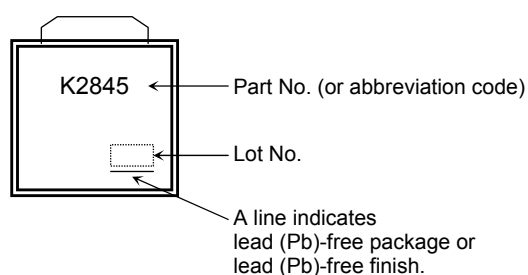 K2845
Part No. (or abbreviation code)
Lot No.
A line indicates
lead (Pb)-free package or
lead (Pb)-free finish.